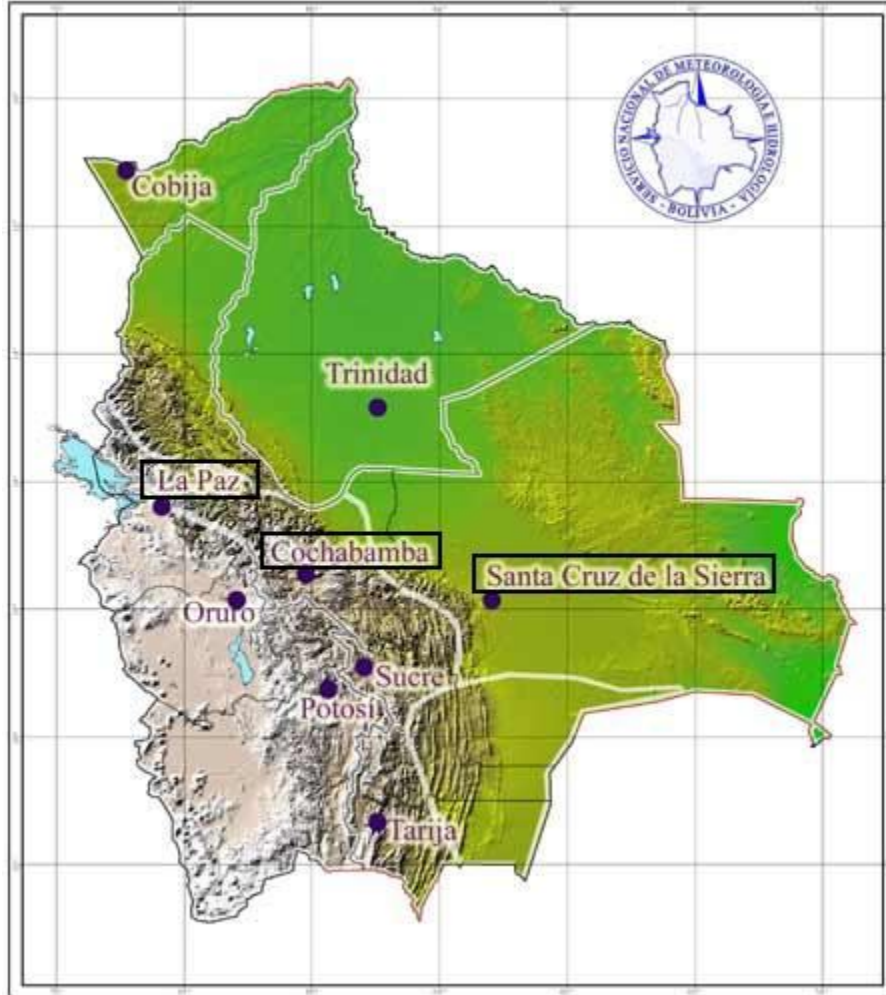 SERVICIO NACIONAL DE METEOROLOGIA E HIDROLOGIA
- BOLIVIA -
Cobija
Trinidad
La Paz
Cochabamba
Santa Cruz de la Sierra
Oruro
Sucre
Potosi
Tarija